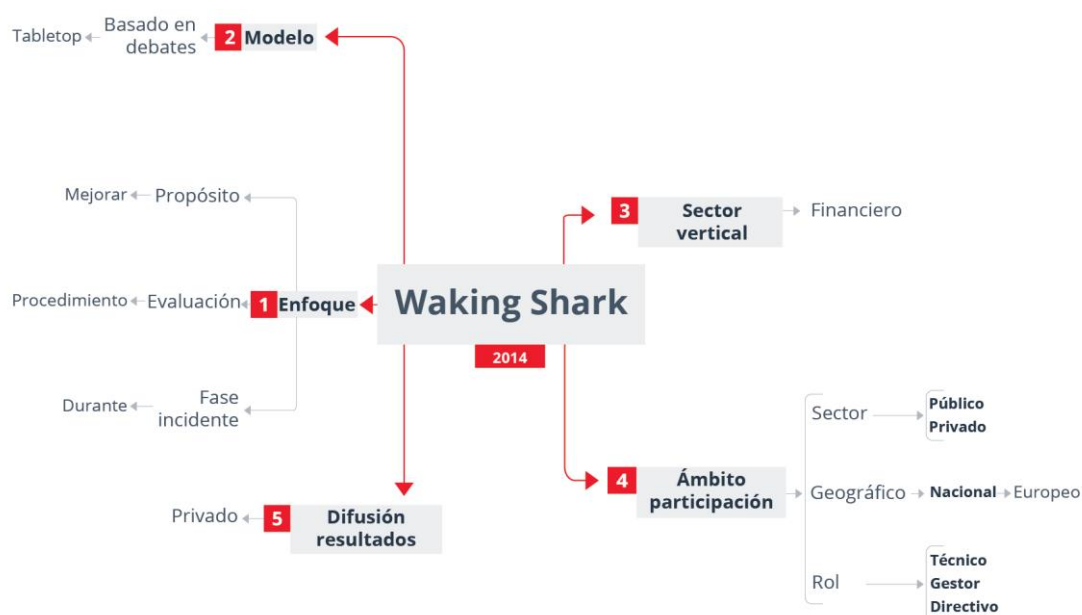 2 Modelo
Basado en
debates
Tabletop
1 Enfoque
Propósito
Mejorar
Evaluación
Procedimiento
Fase
incidente
Durante
Waking Shark
2014
3 Sector
vertical
Financiero
4 Ámbito
participación
Sector
Público
Privado
Geográfico
Nacional
Europeo
Rol
Técnico
Gestor
Directivo
5 Difusión
resultados
Privado